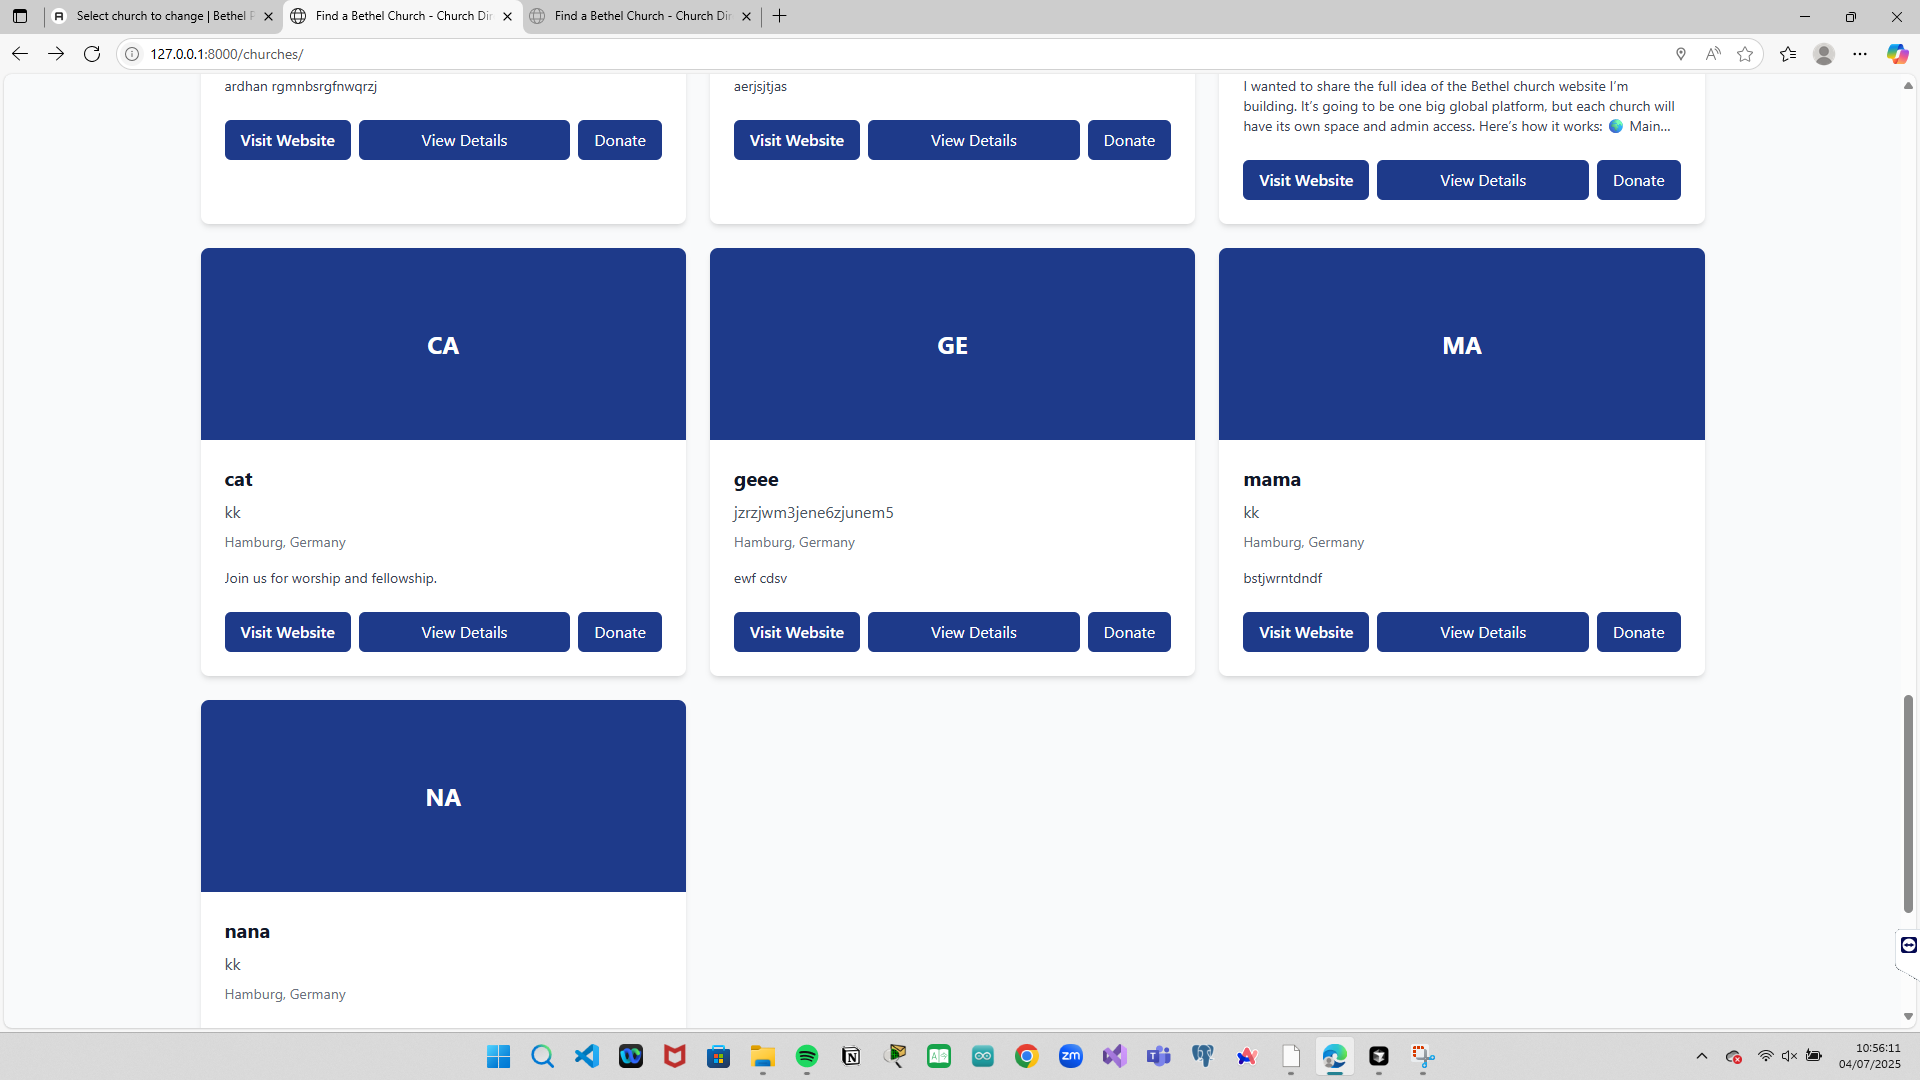 Select church to change | Bethel P
Find a Bethel Church - Church Dir
Find a Bethel Church - Church Dir
127.0.0.1:8000/churches/
ardhan rgmnbsrgfnwqrzj
Visit Website
View Details
Donate
aerjsjtjas
Visit Website
View Details
Donate
I wanted to share the full idea of the Bethel church website I’m
building. It’s going to be one big global platform, but each church will
have its own space and admin access. Here’s how it works: 🌍 Main...
Visit Website
View Details
Donate
CA
cat
kk
Hamburg, Germany
Join us for worship and fellowship.
Visit Website
View Details
Donate
GE
geee
jzrzjwm3jene6zjunem5
Hamburg, Germany
ewf cdsv
Visit Website
View Details
Donate
MA
mama
kk
Hamburg, Germany
bstjwrntdndf
Visit Website
View Details
Donate
NA
nana
kk
Hamburg, Germany
zm
10:56:11
04/07/2025